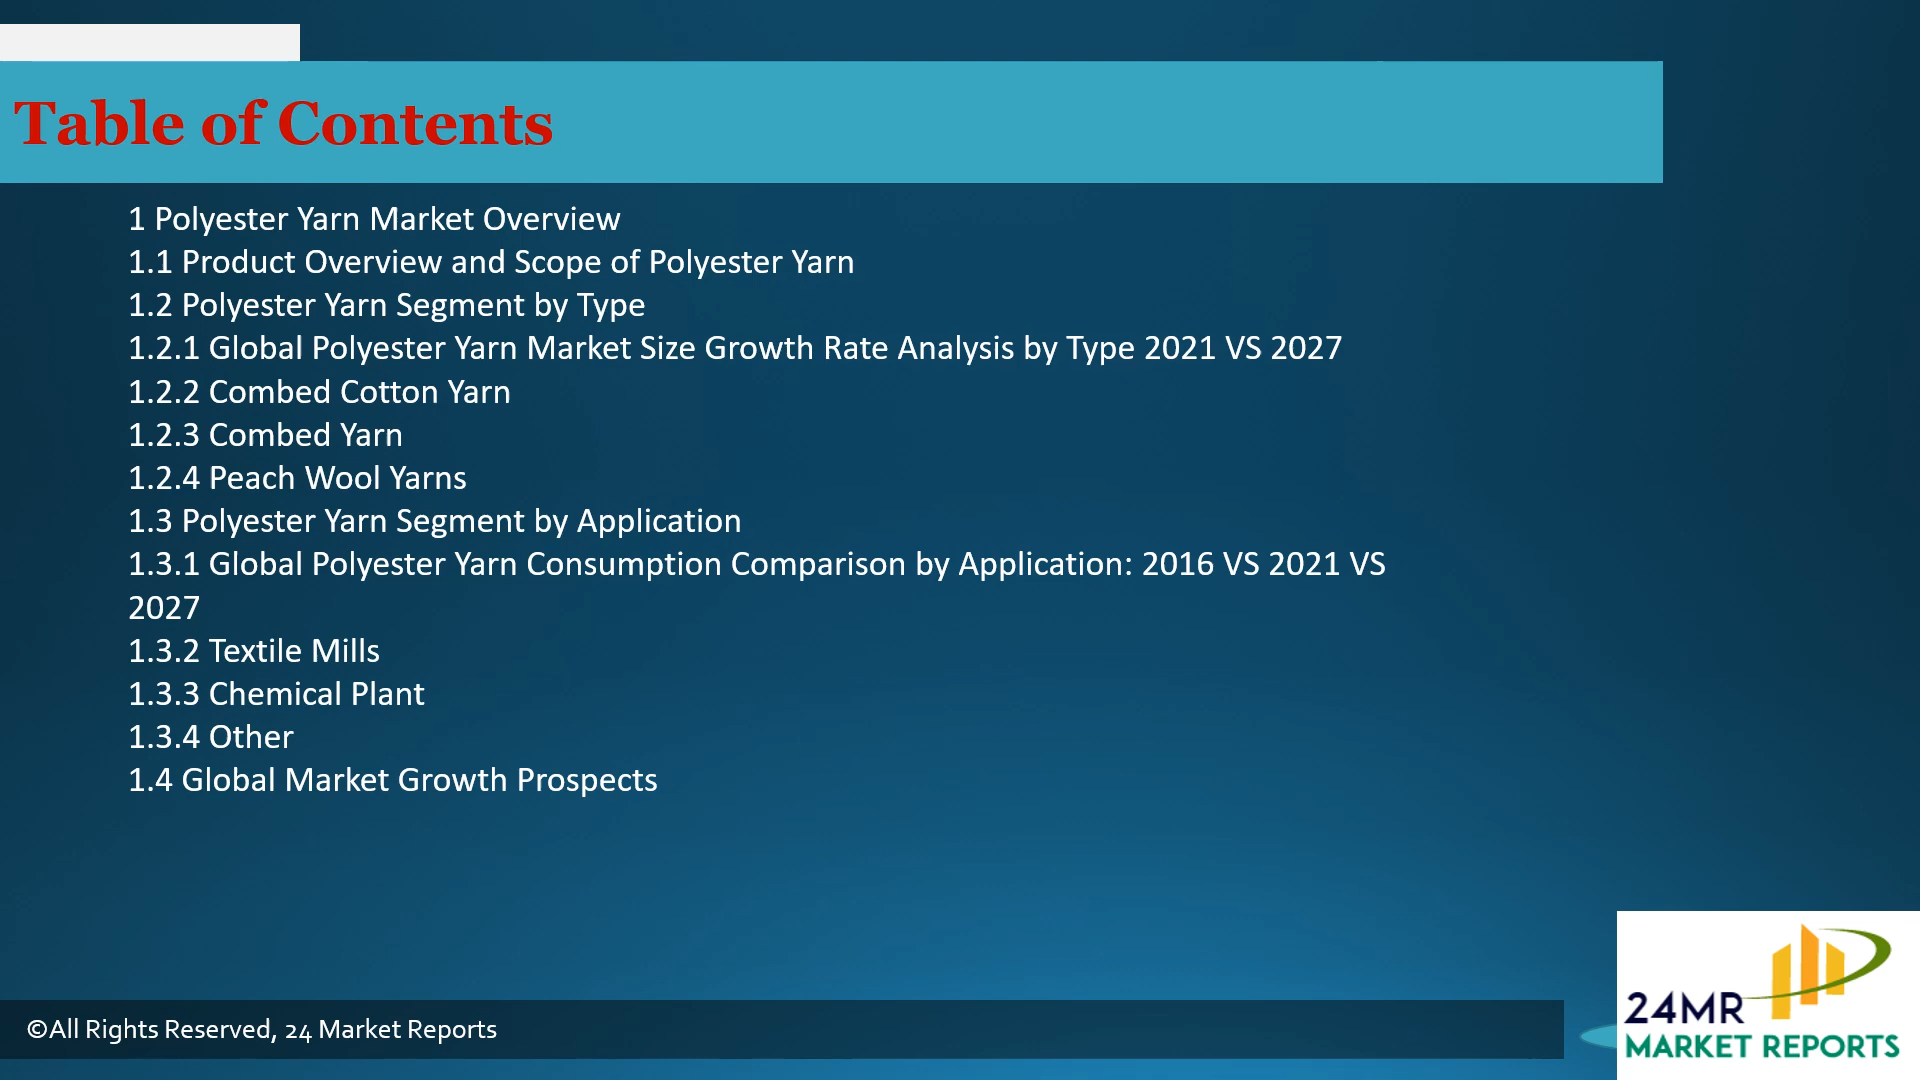 Table of Contents
1 Polyester Yarn Market Overview
1.1 Product Overview and Scope of Polyester Yarn
1.2 Polyester Yarn Segment by Type
1.2.1 Global Polyester Yarn Market Size Growth Rate Analysis by Type 2021 VS 2027
1.2.2 Combed Cotton Yarn
1.2.3 Combed Yarn
1.2.4 Peach Wool Yarns
1.3 Polyester Yarn Segment by Application
1.3.1 Global Polyester Yarn Consumption Comparison by Application: 2016 VS 2021 VS
2027
1.3.2 Textile Mills
1.3.3 Chemical Plant
1.3.4 Other
1.4 Global Market Growth Prospects
©All Rights Reserved, 24 Market Reports
24MR
MARKET REPORTS